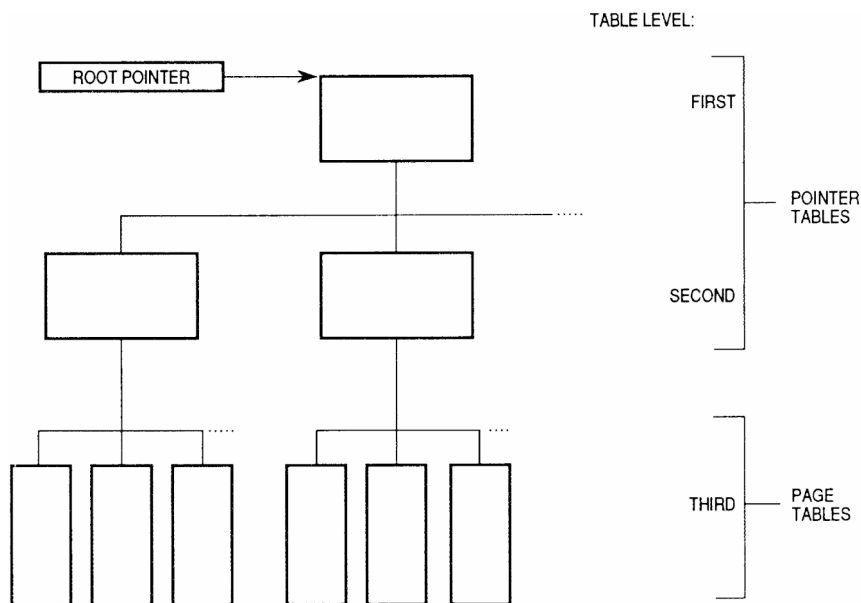 TABLE LEVEL:
ROOT POINTER
FIRST
POINTER
TABLES
SECOND
THIRD
PAGE
TABLES